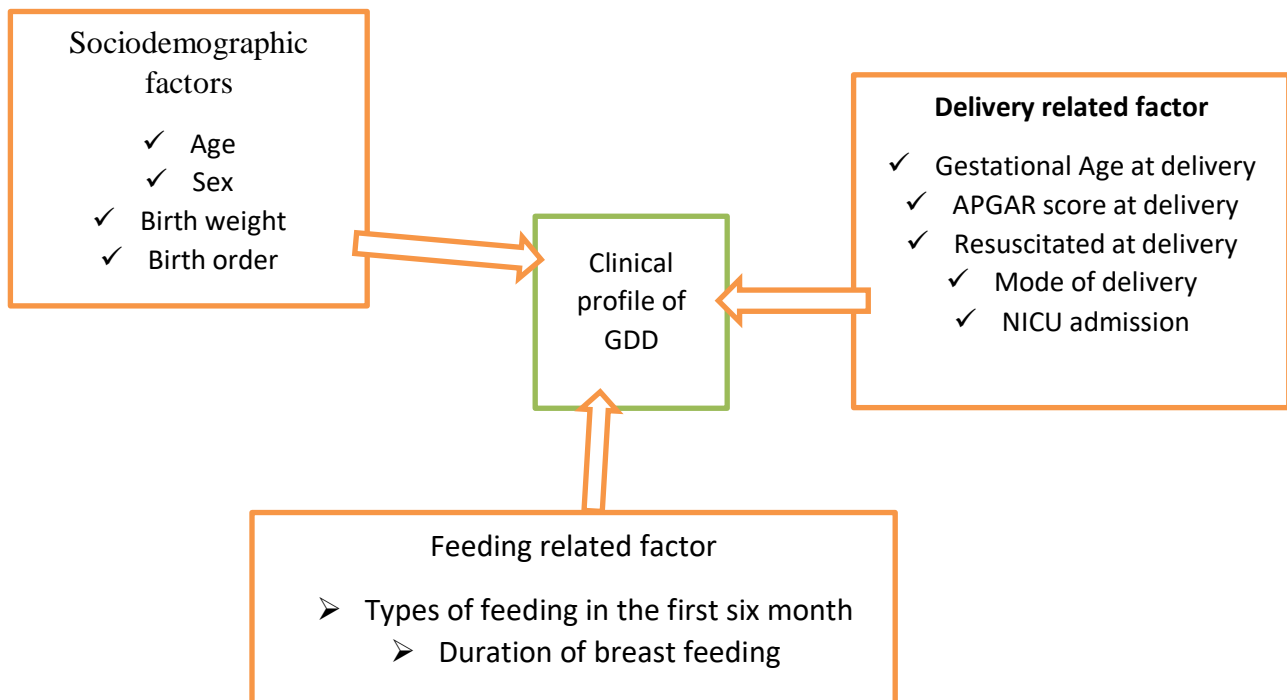 Sociodemographic
factors
✓ Age
✓ Sex
✓ Birth weight
✓ Birth order
Delivery related factor
✓ Gestational Age at delivery
✓ APGAR score at delivery
✓ Resuscitated at delivery
✓ Mode of delivery
✓ NICU admission
Clinical
profile of
GDD
Feeding related factor
➢ Types of feeding in the first six month
➢ Duration of breast feeding